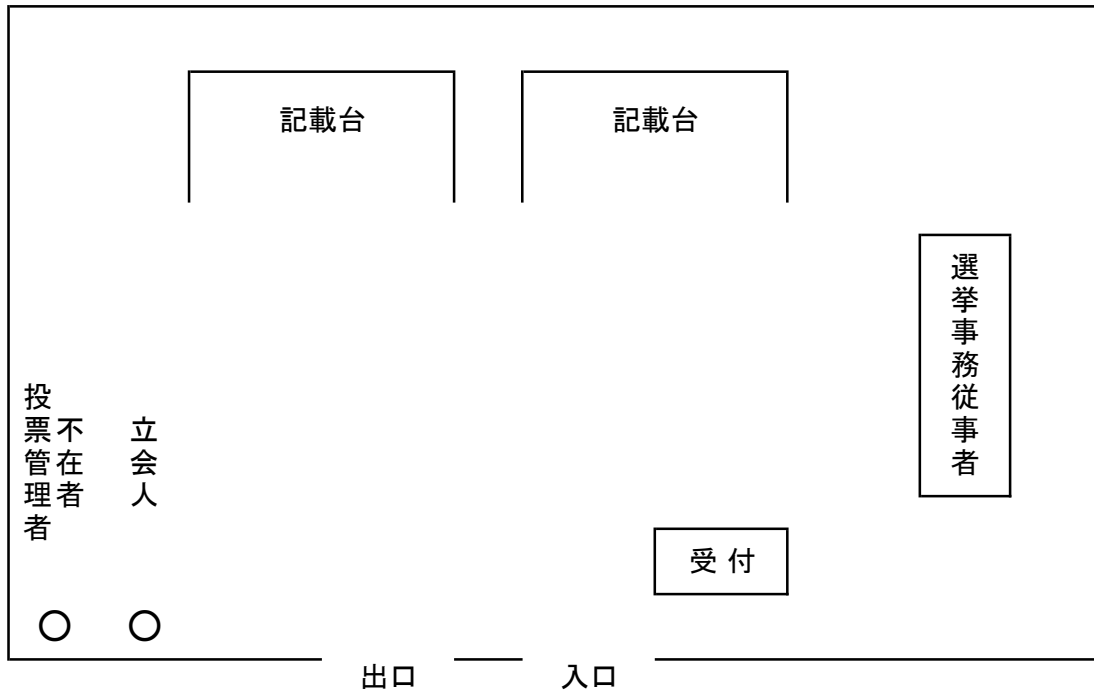 記載台
記載台
選挙事務従事者
不在者
投票管理者
立会人
受付
○ ○
出口
入口